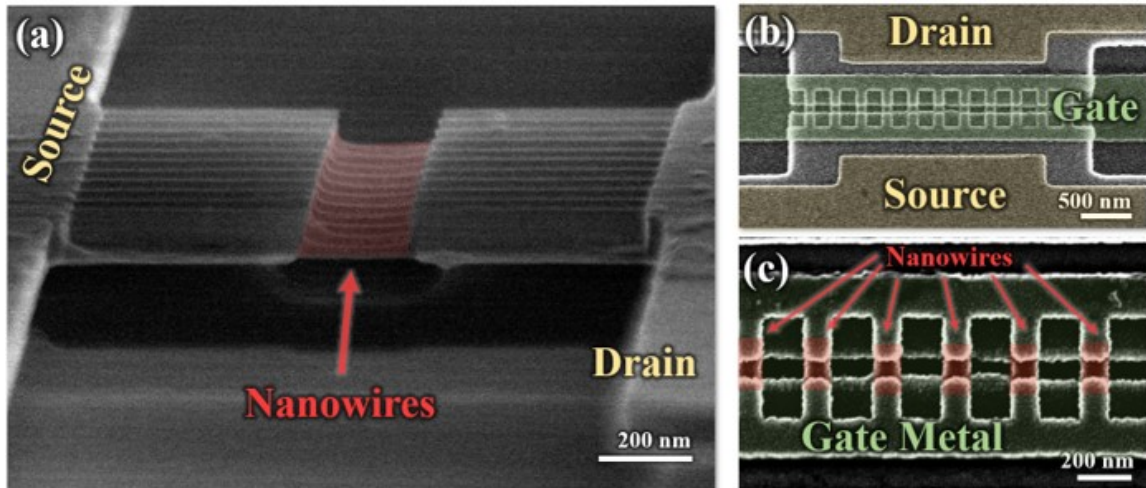 (a)
Source
Nanowires
Drain
200 nm
(b)
Drain
Gate
Source
500 nm
(c)
Nanowires
Gate Metal
200 nm